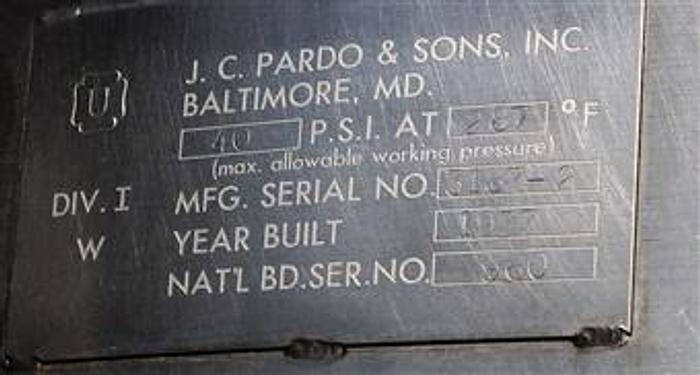 U
J. C. PARDO & SONS, INC.
BALTIMORE, MD.
40 P.S.I. AT 287 °F
(max. allowable working pressure)
DIV. I MFG. SERIAL NO.
W YEAR BUILT
NAT'L BD.SER.NO.